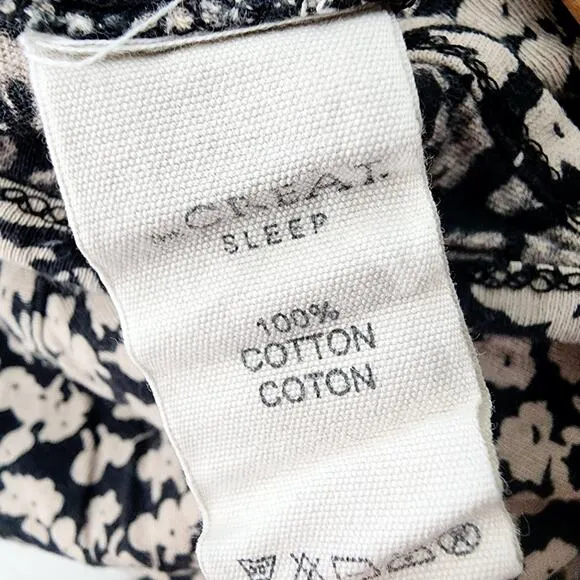 THE GREAT.
SLEEP
100%
COTTON
COTON